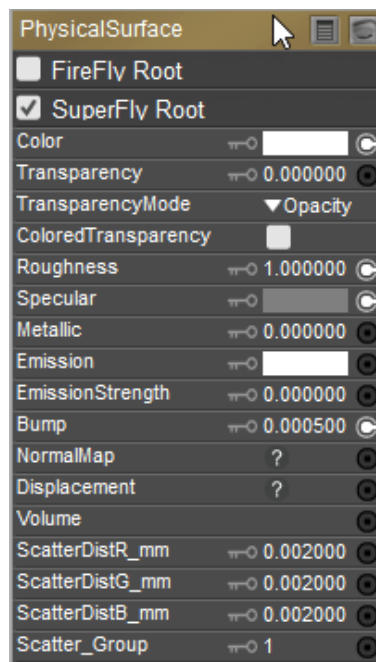 PhysicalSurface
FireFly Root
SuperFly Root
Color
Transparency 0.000000
TransparencyMode Opacity
ColoredTransparency
Roughness 1.000000
Specular
Metallic 0.000000
Emission
EmissionStrength 0.000000
Bump 0.000500
NormalMap ?
Displacement ?
Volume
ScatterDistR_mm 0.002000
ScatterDistG_mm 0.002000
ScatterDistB_mm 0.002000
Scatter_Group 1